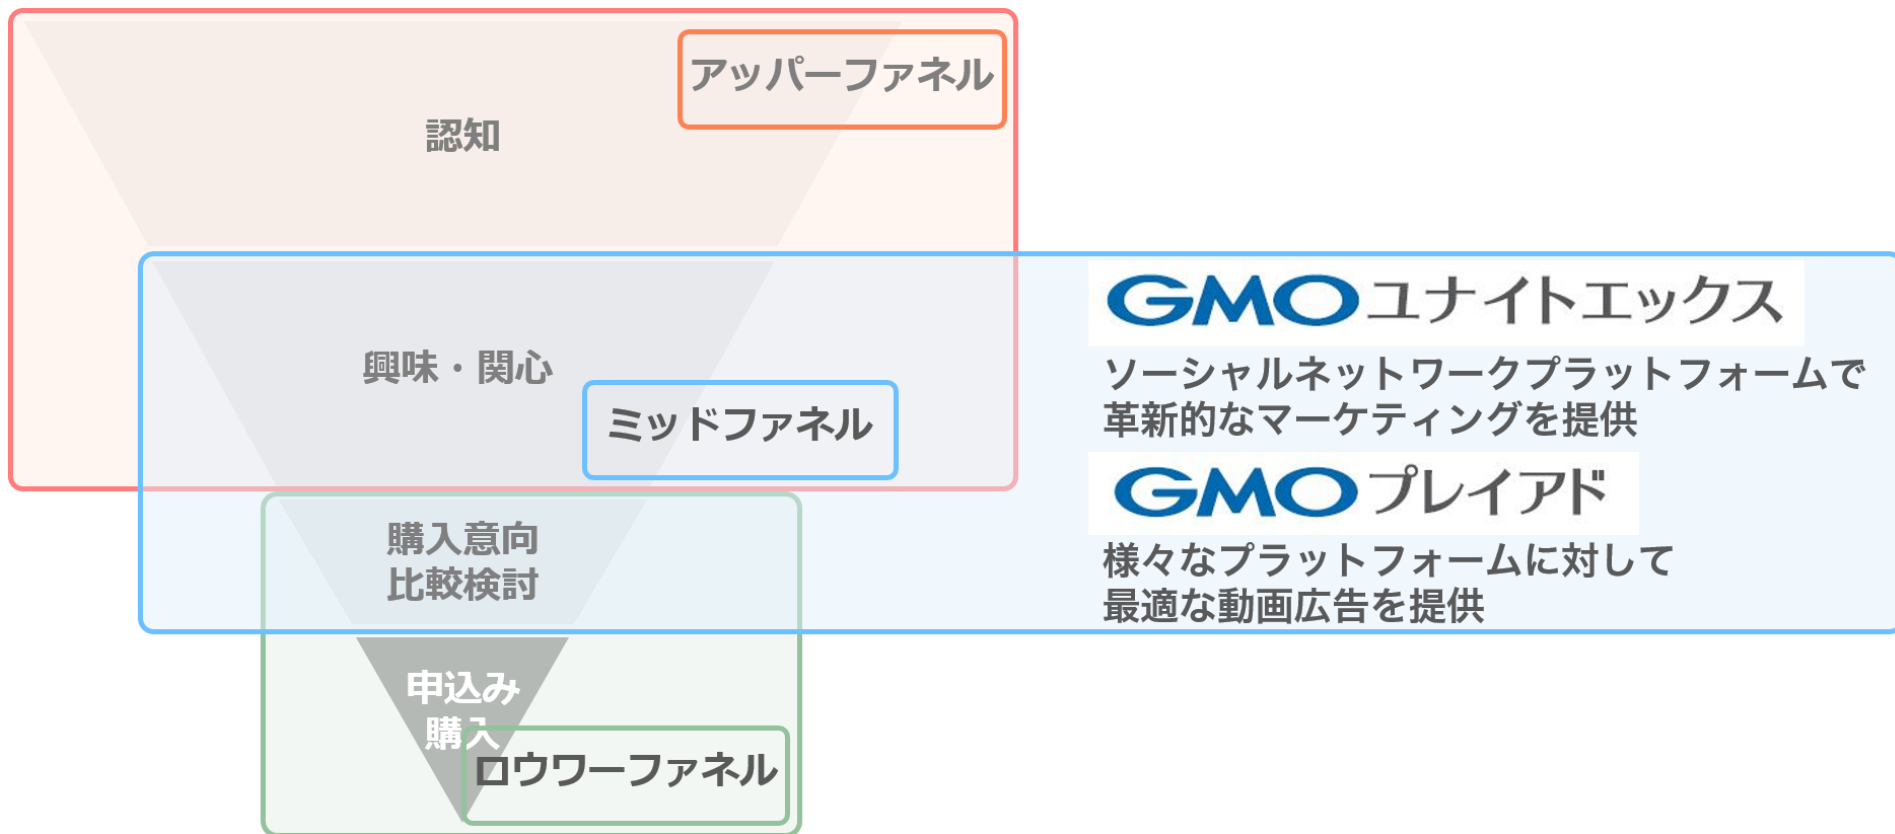 アッパーファネル
認知
興味・関心
ミッドファネル
購入意向
比較検討
申込み
購入
ロウワーファネル
GMOユナイトエックス
ソーシャルネットワークプラットフォームで
革新的なマーケティングを提供
GMOプレイアド
様々なプラットフォームに対して
最適な動画広告を提供